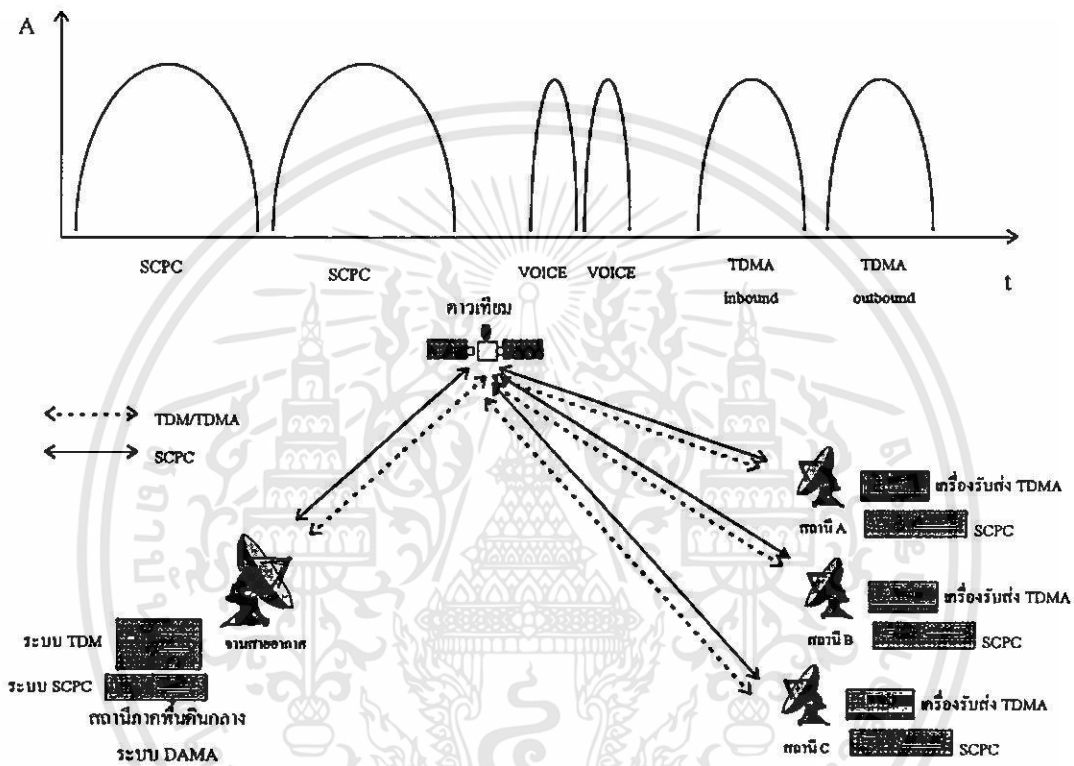 A
SCPC
SCPC
VOICE
VOICE
TDMA
inbound
TDMA
outbound
t
ดาวเทียม
TDM/TDMA
SCPC
จานสายอากาศ
ระบบ TDM
ระบบ SCPC
สถานีภาคพื้นดินกลาง
ระบบ DAMA
เครื่องรับส่ง TDMA
สถานี A
SCPC
เครื่องรับส่ง TDMA
สถานี B
SCPC
เครื่องรับส่ง TDMA
สถานี C
SCPC